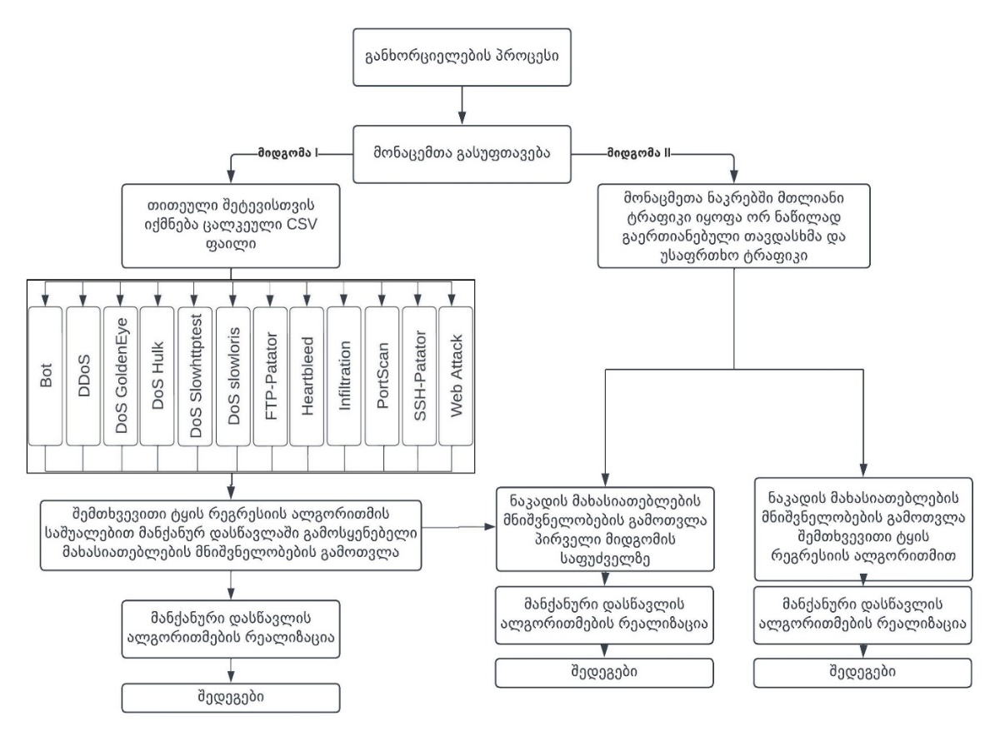 განხორციელების პროცესი
მონაცემთა გასუფთავება
მიდგომა I
მიდგომა II
თითეული შეტევისთვის
იქმნება ცალკეული CSV
ფაილი
მონაცმეთა ნაკრებში მთლიანი
ტრაფიკი იყოფა ორ ნაწილად
გაერთიანებული თავდასხმა და
უსაფრთხო ტრაფიკი
Bot
DDoS
DoS GoldenEye
DoS Hulk
DoS Slowhttptest
DoS slowloris
FTP-Patator
Heartbleed
Infiltration
PortScan
SSH-Patator
Web Attack
შემთხვევითი ტყის რეგრესიის ალგორითმის
საშუალებით მანქანურ დასწავლაში გამოსყენებელი
მახასიათებლების მნიშვნელობების გამოთვლა
მანქანური დასწავლის
ალგორითმების რეალიზაცია
შედეგები
ნაკადის მახასიათებლების
მნიშვნელობების გამოთვლა
პირველი მიდგომის
საფუძველზე
მანქანური დასწავლის
ალგორითმების რეალიზაცია
შედეგები
ნაკადის მახასიათებლების
მნიშვნელობების გამოთვლა
შემთხვევითი ტყის
რეგრესიის ალგორითმით
მანქანური დასწავლის
ალგორითმების რეალიზაცია
შედეგები